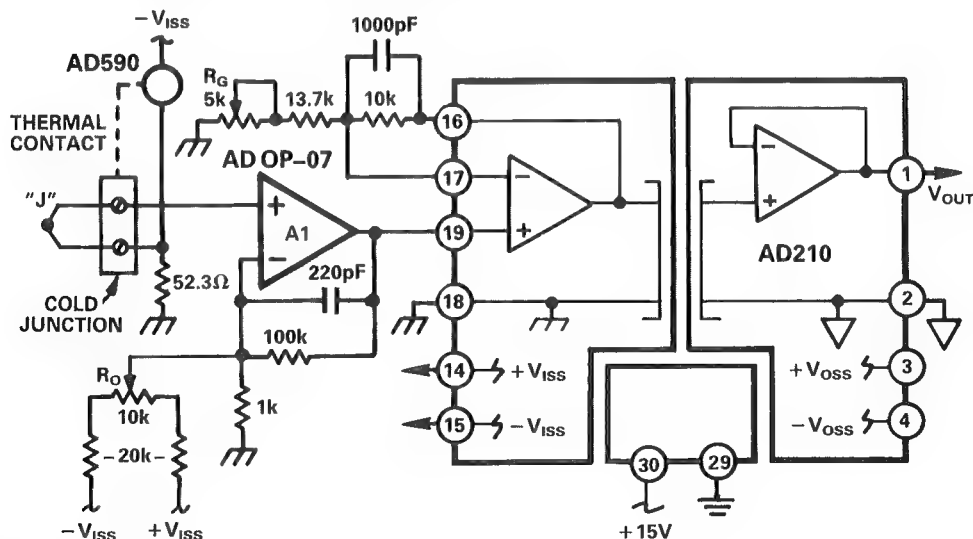 −VISS
AD590
THERMAL
CONTACT
"J"
COLD
JUNCTION
52.3Ω
RG
5k
13.7k
1000pF
10k
AD OP–07
+
A1
−
220pF
100k
1k
RO
10k
–20k–
−VISS
+VISS
16
17
19
18
14
15
−
+
+VISS
−VISS
30
29
+15V
−
+
AD210
1
VOUT
2
3
4
+VOSS
−VOSS